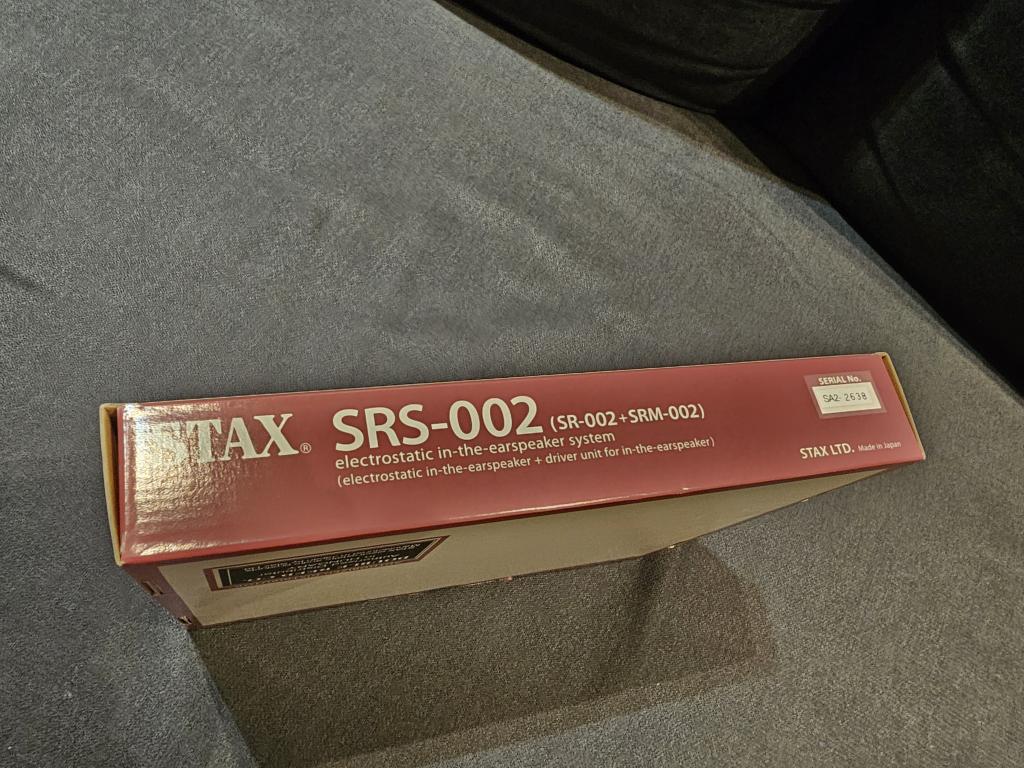 STAX® SRS-002 (SR-002+SRM-002)
electrostatic in-the-earspeaker system
(electrostatic in-the-earspeaker + driver unit for in-the-earspeaker)
SERIAL No.
SA2- 2638
STAX LTD. Made in Japan